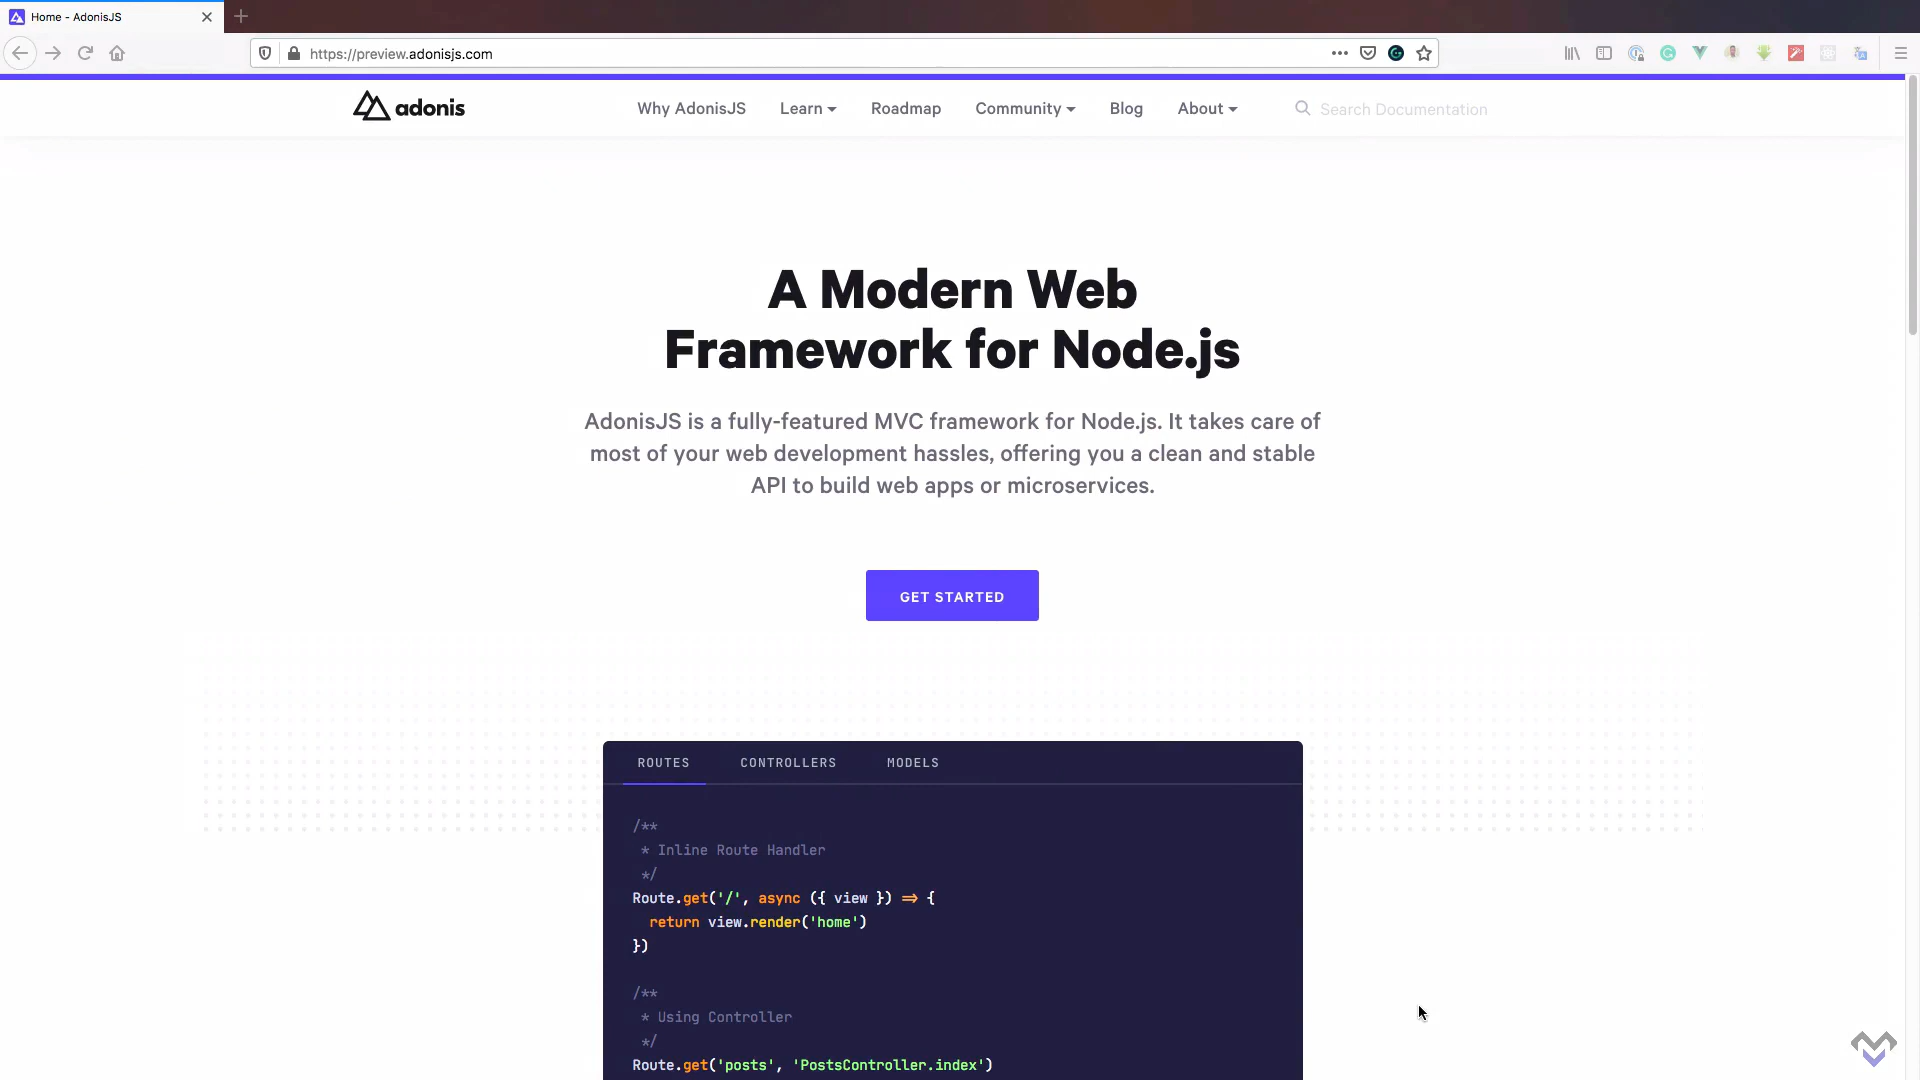 Home - AdonisJS
https://preview.adonisjs.com
adonis
Why AdonisJS
Learn
Roadmap
Community
Blog
About
Search Documentation
A Modern Web
Framework for Node.js
AdonisJS is a fully-featured MVC framework for Node.js. It takes care of
most of your web development hassles, offering you a clean and stable
API to build web apps or microservices.
GET STARTED
ROUTES
CONTROLLERS
MODELS
/**
* Inline Route Handler
*/
Route.get('/', async ({ view }) => {
return view.render('home')
})
/**
* Using Controller
*/
Route.get('posts', 'PostsController.index')